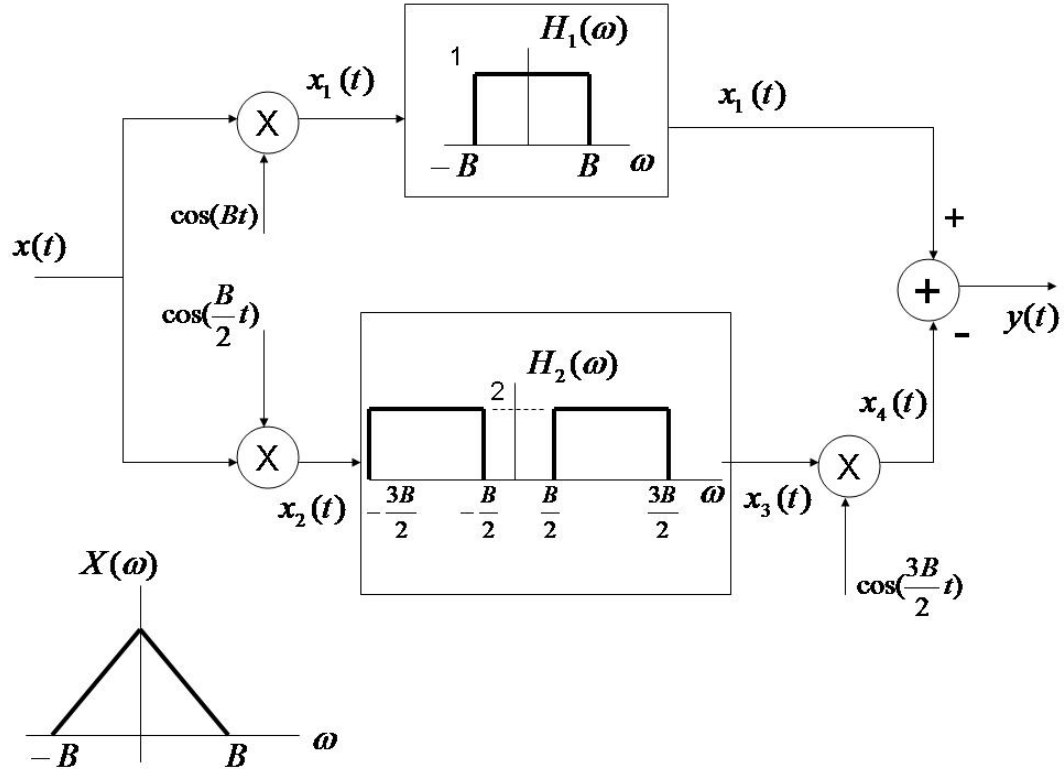 H₁(ω)
1
x₁(t)
x₁(t)
X
−B
B
ω
cos(Bt)
+
x(t)
+
y(t)
cos(B/2 t)
-
H₂(ω)
2
x₄(t)
X
X
x₂(t)
−3B/2
−B/2
B/2
3B/2
ω
x₃(t)
X(ω)
cos(3B/2 t)
−B
B
ω